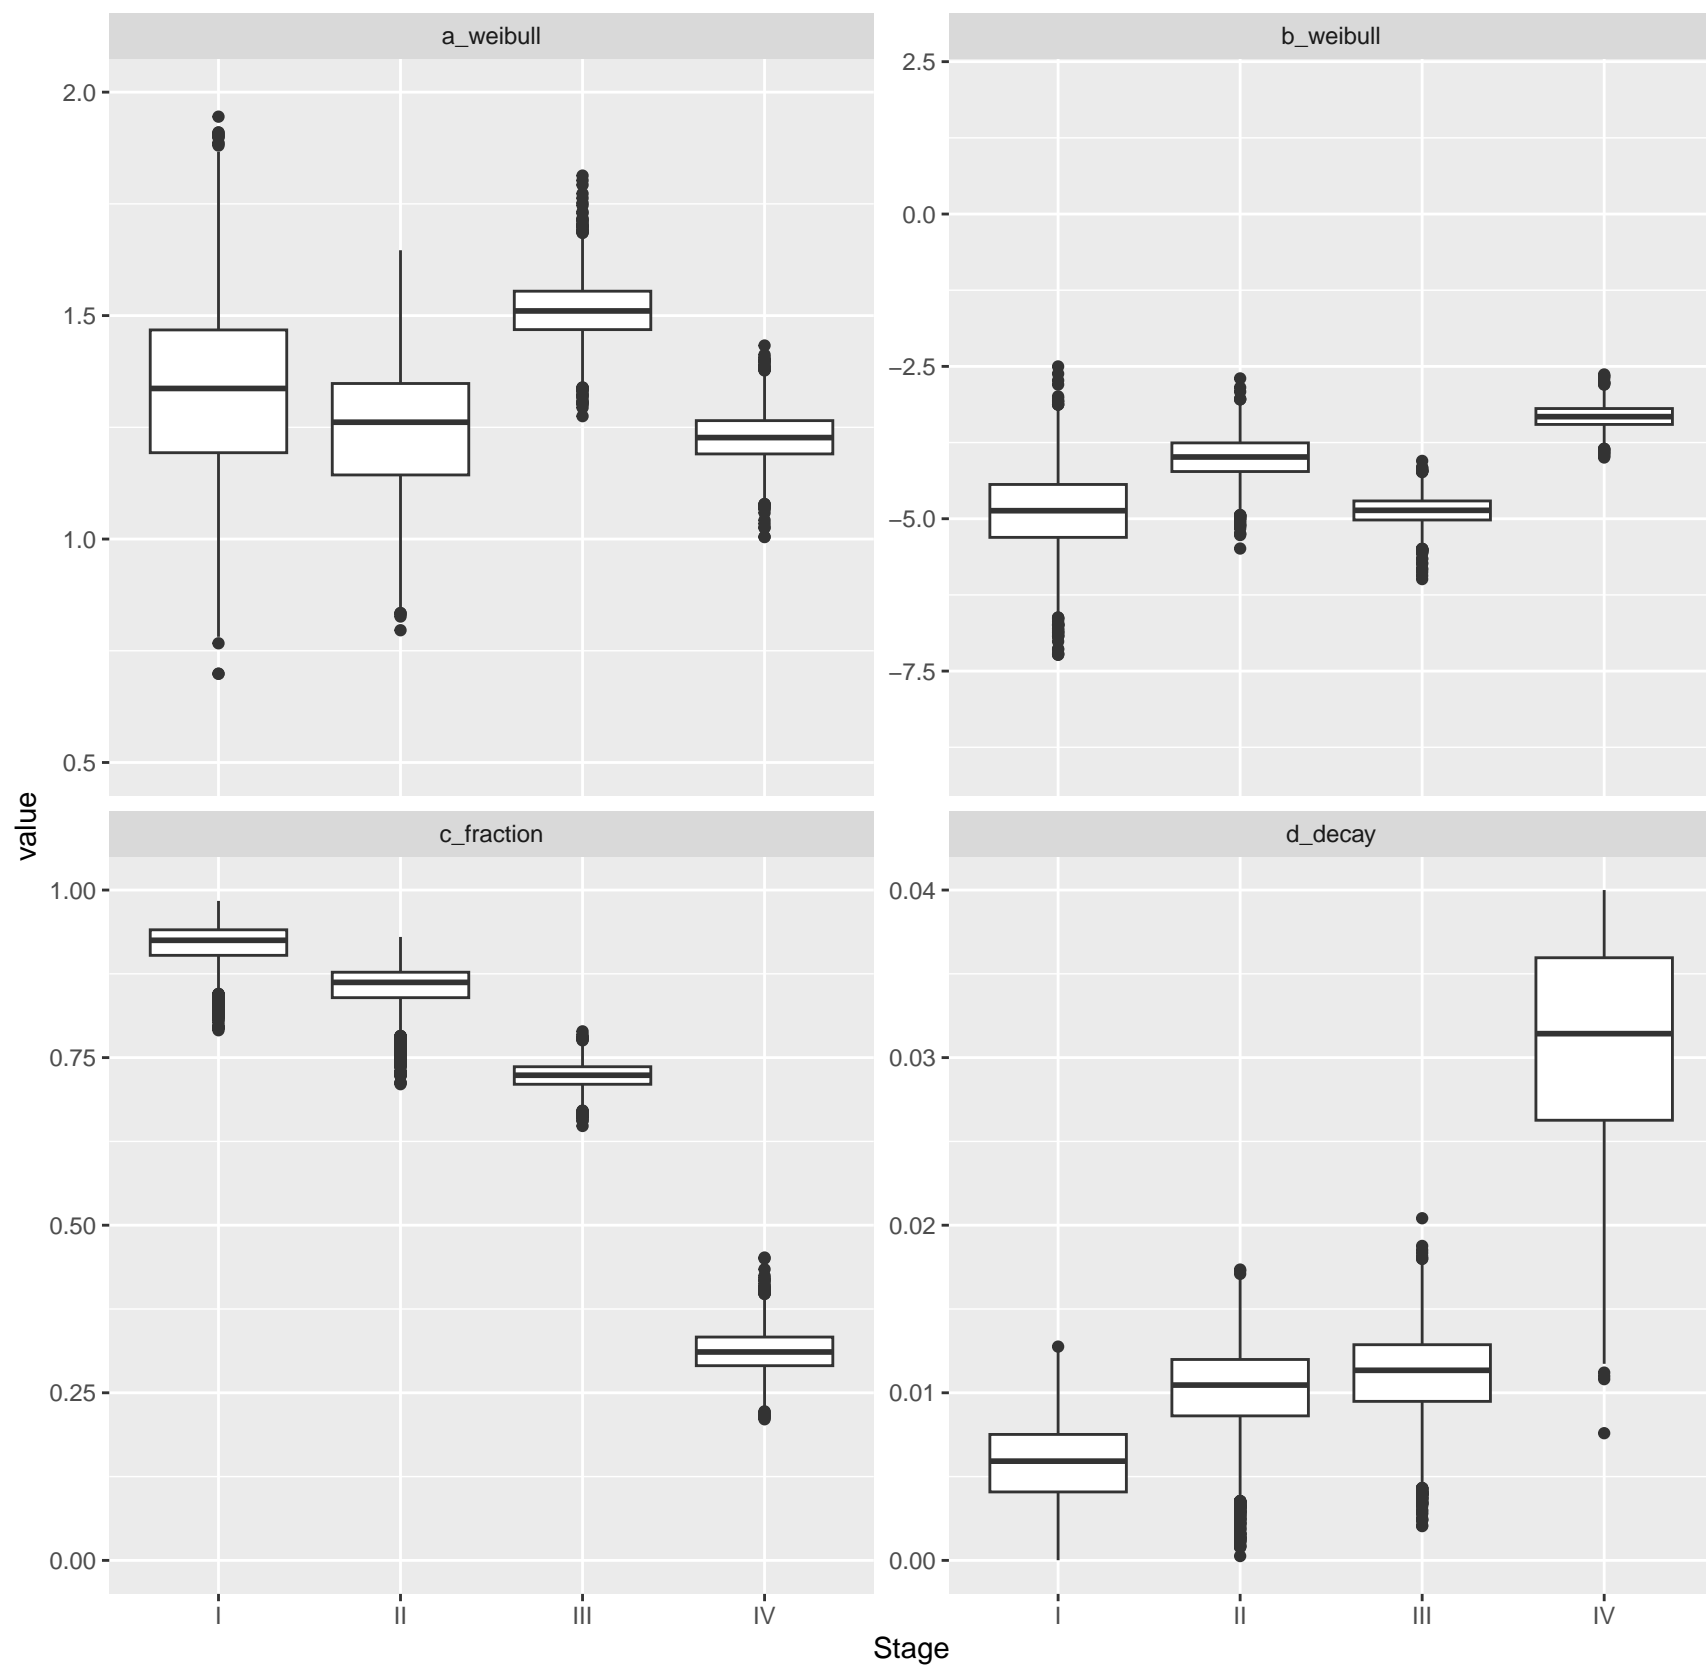 a_weibull
b_weibull
2.0
1.5
1.0
0.5
2.5
0.0
−2.5
−5.0
−7.5
value
c_fraction
d_decay
1.00
0.75
0.50
0.25
0.00
0.04
0.03
0.02
0.01
0.00
I II III IV
I II III IV
Stage